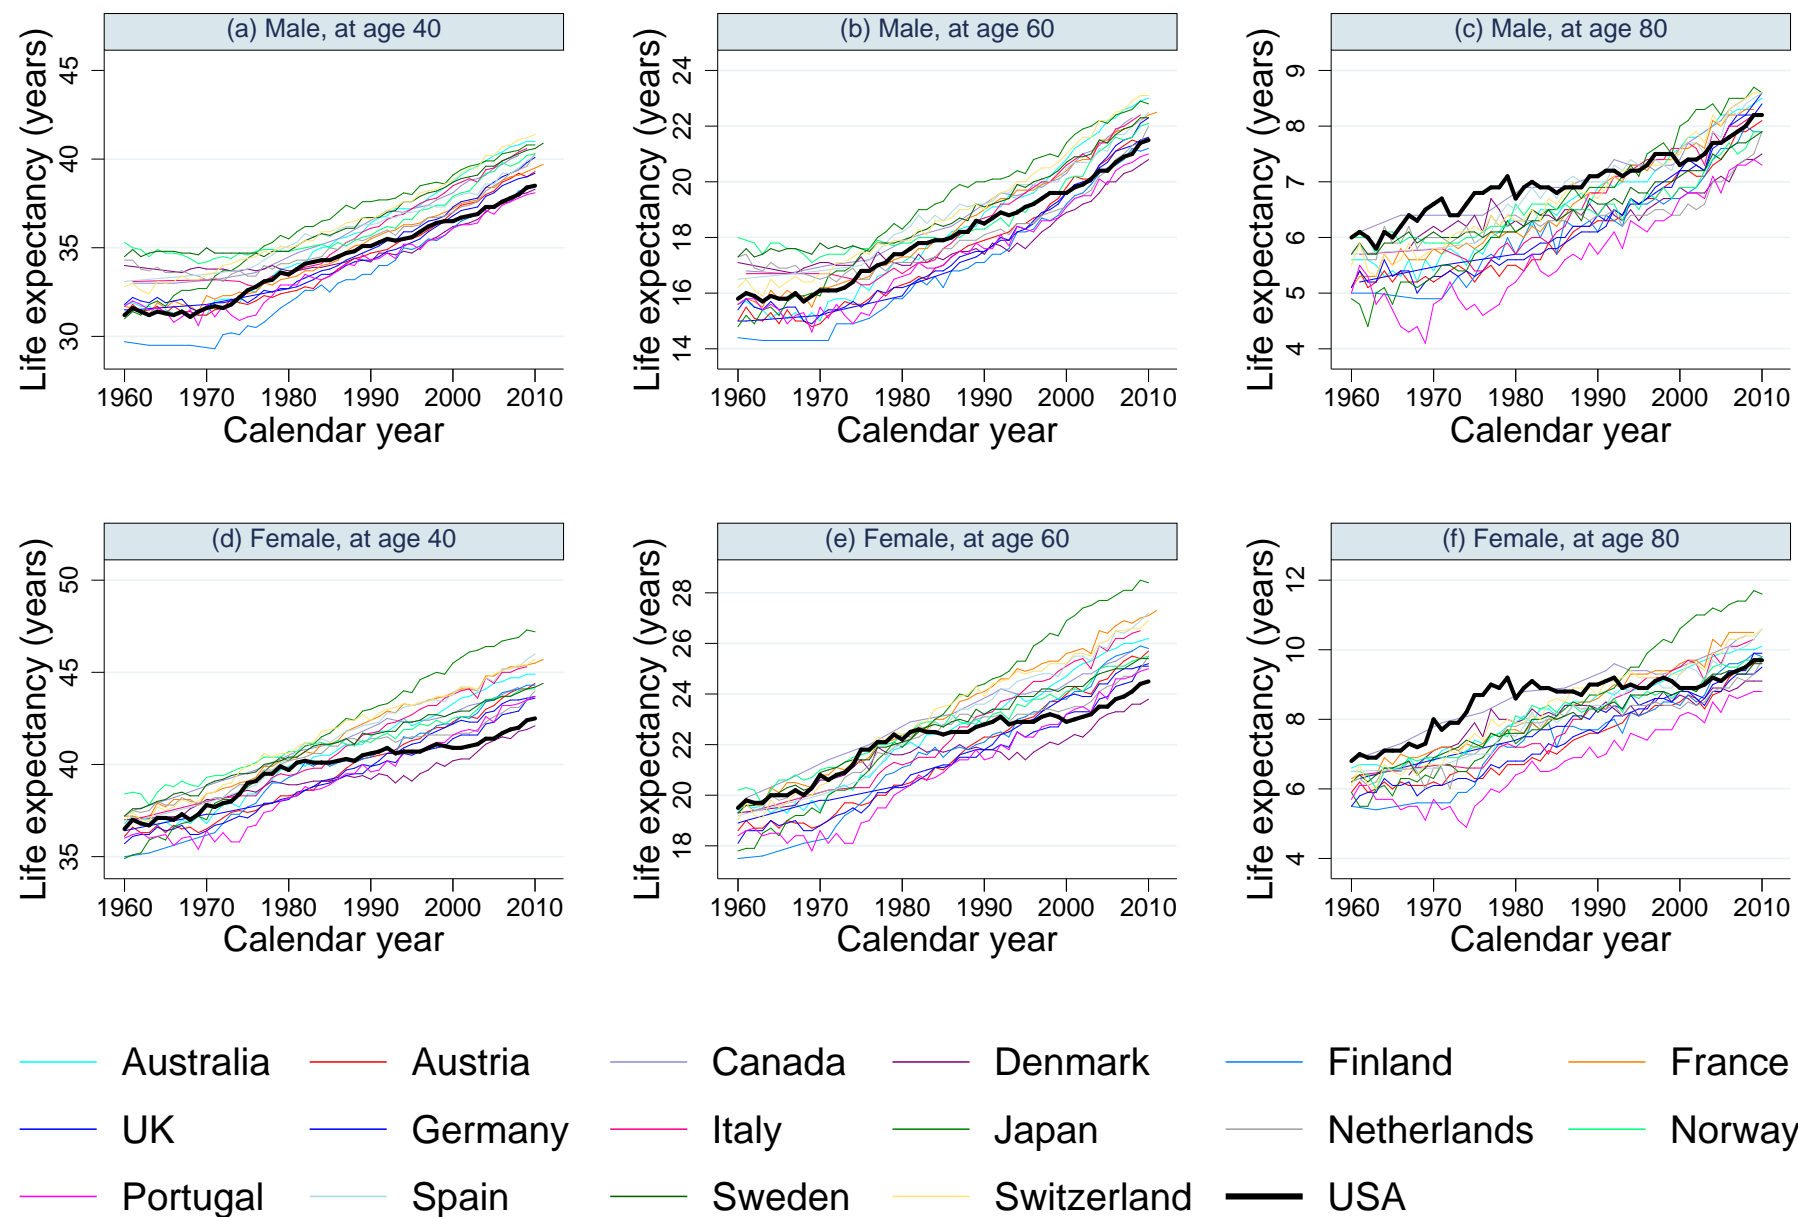 (a) Male, at age 40
(b) Male, at age 60
(c) Male, at age 80
Life expectancy (years)
45
40
35
30
1960 1970 1980 1990 2000 2010
Calendar year
Life expectancy (years)
24
22
20
18
16
14
1960 1970 1980 1990 2000 2010
Calendar year
Life expectancy (years)
9
8
7
6
5
4
1960 1970 1980 1990 2000 2010
Calendar year
(d) Female, at age 40
(e) Female, at age 60
(f) Female, at age 80
Life expectancy (years)
50
45
40
35
1960 1970 1980 1990 2000 2010
Calendar year
Life expectancy (years)
28
26
24
22
20
18
1960 1970 1980 1990 2000 2010
Calendar year
Life expectancy (years)
12
10
8
6
4
1960 1970 1980 1990 2000 2010
Calendar year
Australia Austria Canada Denmark Finland France
UK Germany Italy Japan Netherlands Norway
Portugal Spain Sweden Switzerland USA